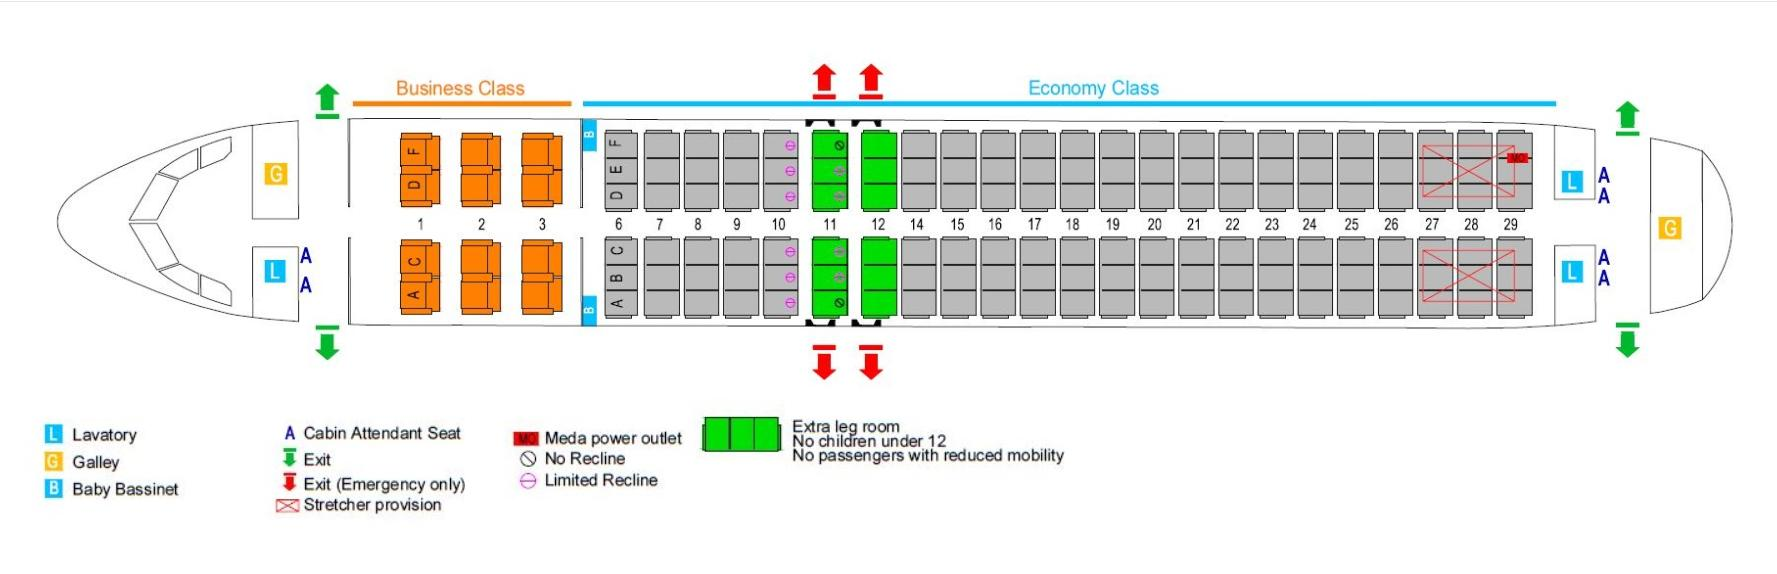 Business Class
Economy Class
B
F F
G E MO A
D D L A
1 2 3 6 7 8 9 10 11 12 14 15 16 17 18 19 20 21 22 23 24 25 26 27 28 29
G
A C C A
L B L
A A A A
B
L Lavatory
G Galley
B Baby Bassinet
A Cabin Attendant Seat
Exit
Exit (Emergency only)
Stretcher provision
MO Meda power outlet
No Recline
Limited Recline
Extra leg room
No children under 12
No passengers with reduced mobility